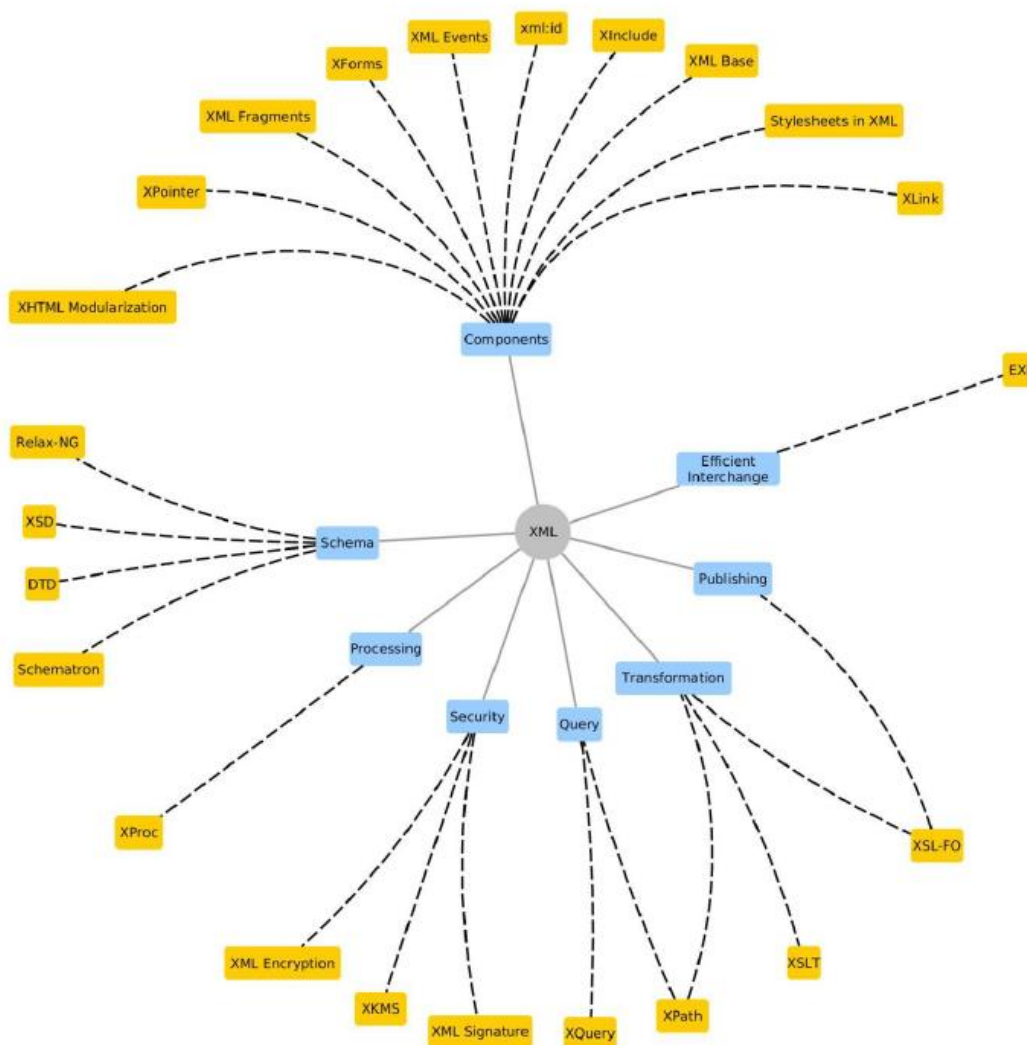 xml:id
XML Events
XInclude
XForms
XML Base
XML Fragments
Stylesheets in XML
XPointer
XLink
XHTML Modularization
Components
EX
Relax-NG
Efficient
Interchange
XSD
XML
Schema
DTD
Publishing
Processing
Schematron
Transformation
Security
Query
XProc
XSL-FO
XML Encryption
XSLT
XKMS
XPath
XML Signature
XQuery